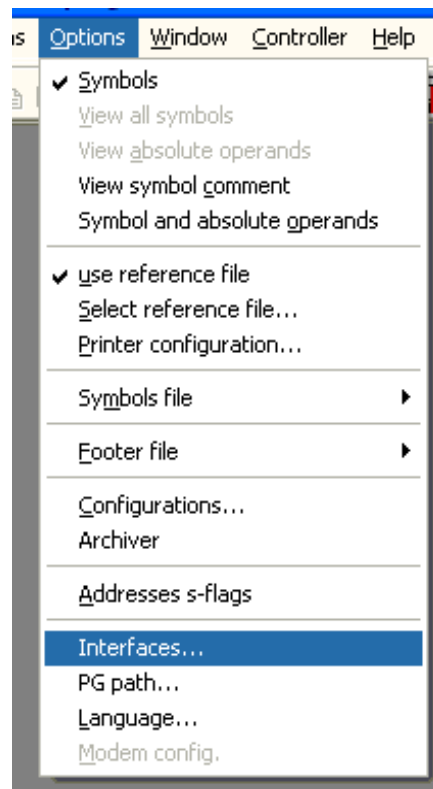 Options Window Controller Help
Symbols
View all symbols
View absolute operands
View symbol comment
Symbol and absolute operands
use reference file
Select reference file...
Printer configuration...
Symbols file
Footer file
Configurations...
Archiver
Addresses s-flags
Interfaces...
PG path...
Language...
Modem config.